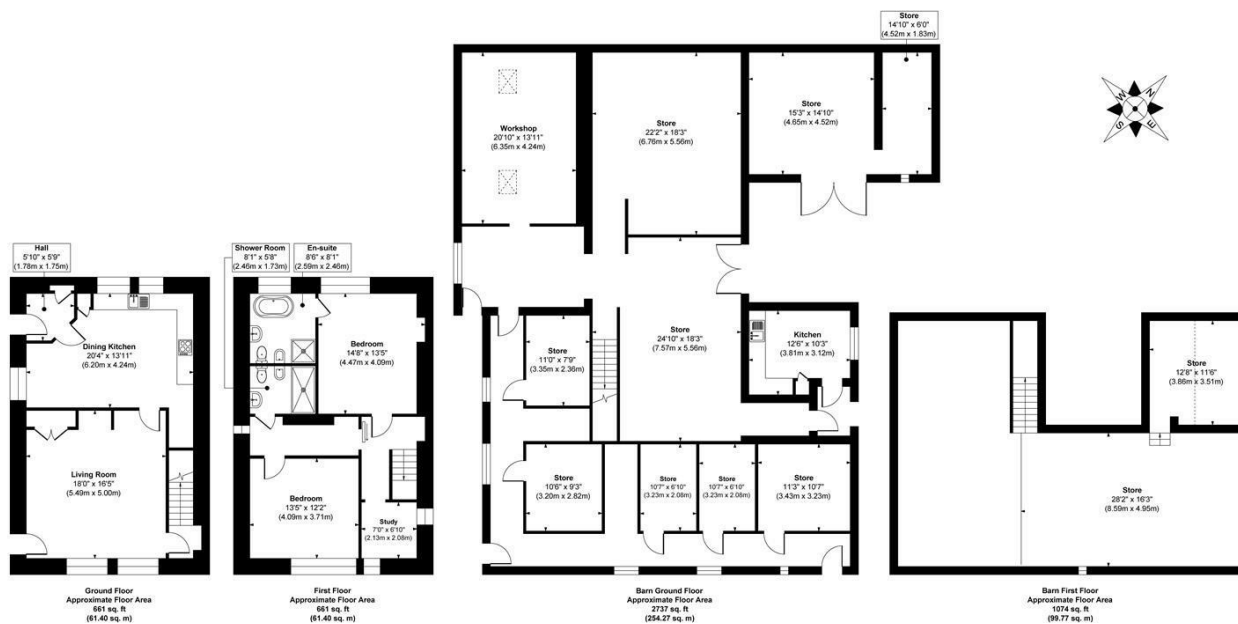 Hall
5'10" x 5'9"
(1.78m x 1.75m)
Dining Kitchen
20'4" x 13'11"
(6.20m x 4.24m)
Living Room
18'0" x 16'5"
(5.49m x 5.00m)
Ground Floor
Approximate Floor Area
661 sq. ft
(61.40 sq. m)
Shower Room
8'1" x 5'8"
(2.46m x 1.73m)
En-suite
8'6" x 8'1"
(2.59m x 2.46m)
Bedroom
14'8" x 13'5"
(4.47m x 4.09m)
Bedroom
13'5" x 12'2"
(4.09m x 3.71m)
Study
7'0" x 6'10"
(2.13m x 2.08m)
First Floor
Approximate Floor Area
661 sq. ft
(61.40 sq. m)
Workshop
20'10" x 13'11"
(6.35m x 4.24m)
Store
22'2" x 18'3"
(6.76m x 5.56m)
Store
15'3" x 14'10"
(4.65m x 4.52m)
Store
14'10" x 6'0"
(4.52m x 1.83m)
Store
11'0" x 7'9"
(3.35m x 2.36m)
Store
24'10" x 18'3"
(7.57m x 5.56m)
Kitchen
12'6" x 10'3"
(3.81m x 3.12m)
Store
10'6" x 9'3"
(3.20m x 2.82m)
Store
10'7" x 6'10"
(3.23m x 2.08m)
Store
10'7" x 6'10"
(3.23m x 2.08m)
Store
11'3" x 10'7"
(3.43m x 3.23m)
Barn Ground Floor
Approximate Floor Area
2737 sq. ft
(254.27 sq. m)
W N
S E
Store
12'8" x 11'6"
(3.86m x 3.51m)
Store
28'2" x 16'3"
(8.59m x 4.95m)
Barn First Floor
Approximate Floor Area
1074 sq. ft
(99.77 sq. m)